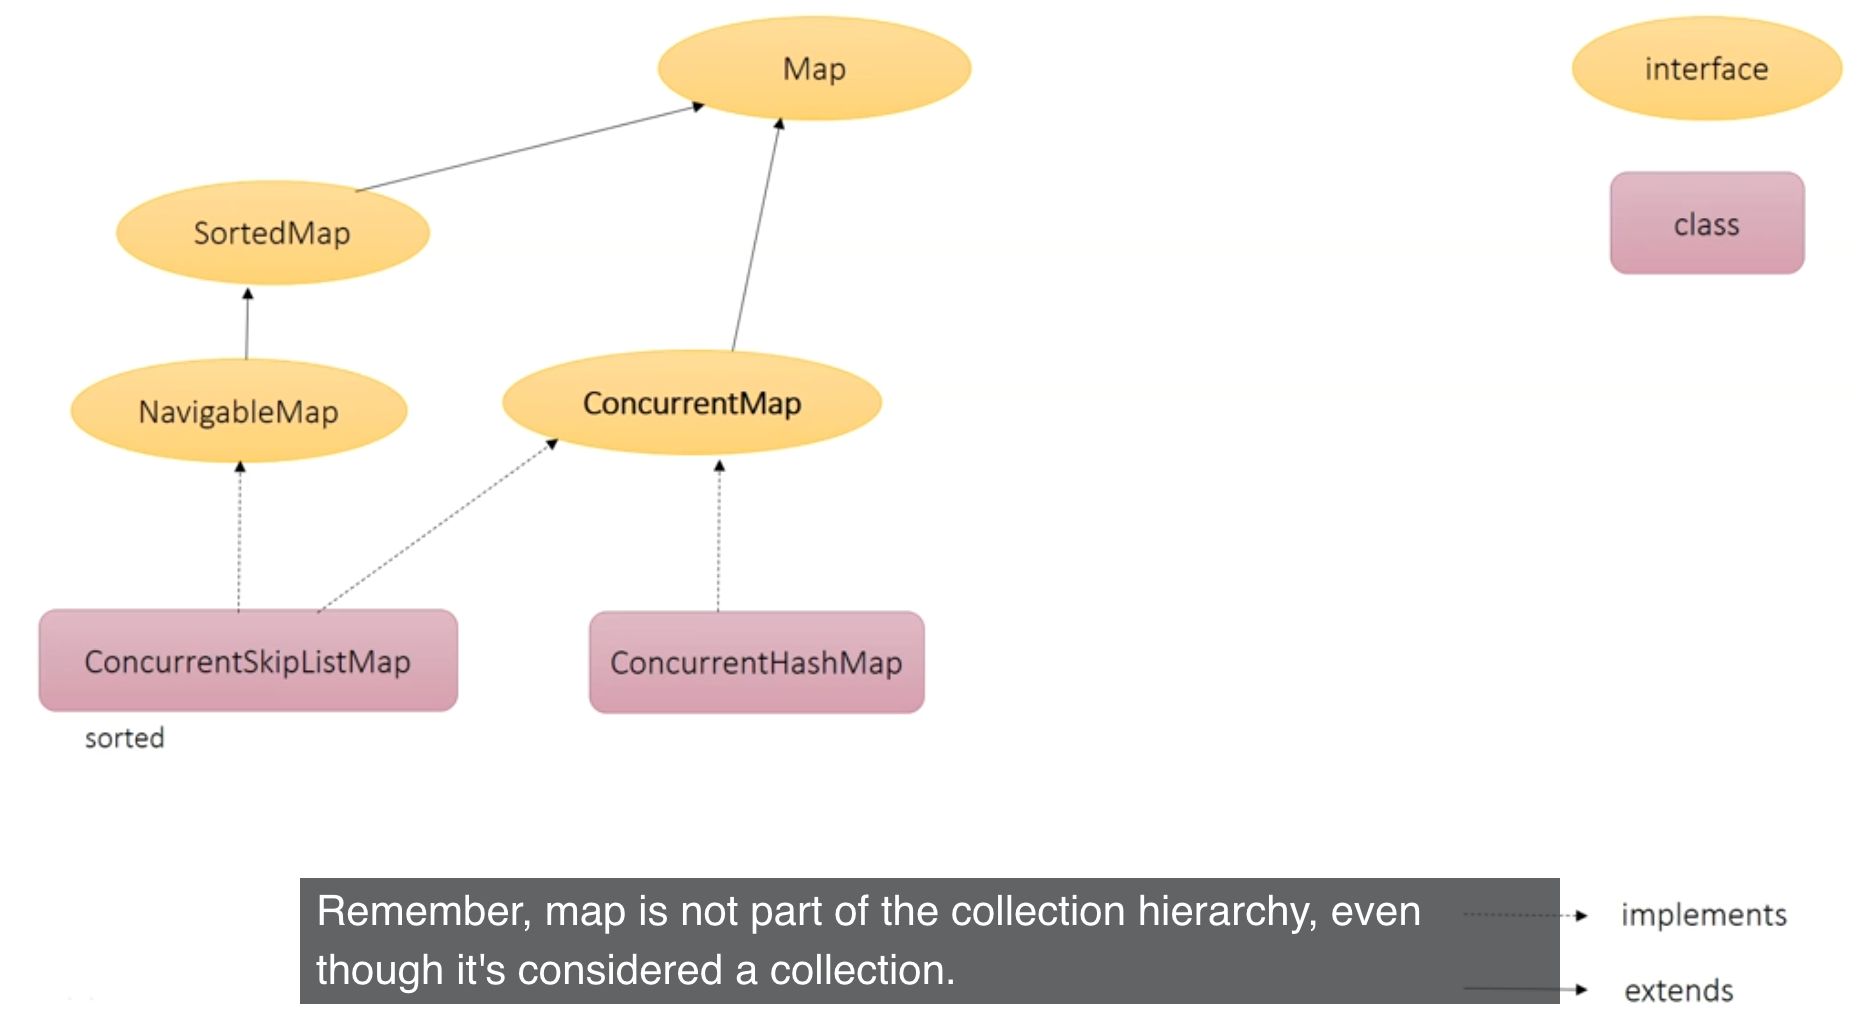 Map
interface
SortedMap
class
NavigableMap
ConcurrentMap
ConcurrentSkipListMap
ConcurrentHashMap
sorted
Remember, map is not part of the collection hierarchy, even
though it's considered a collection.
implements
extends